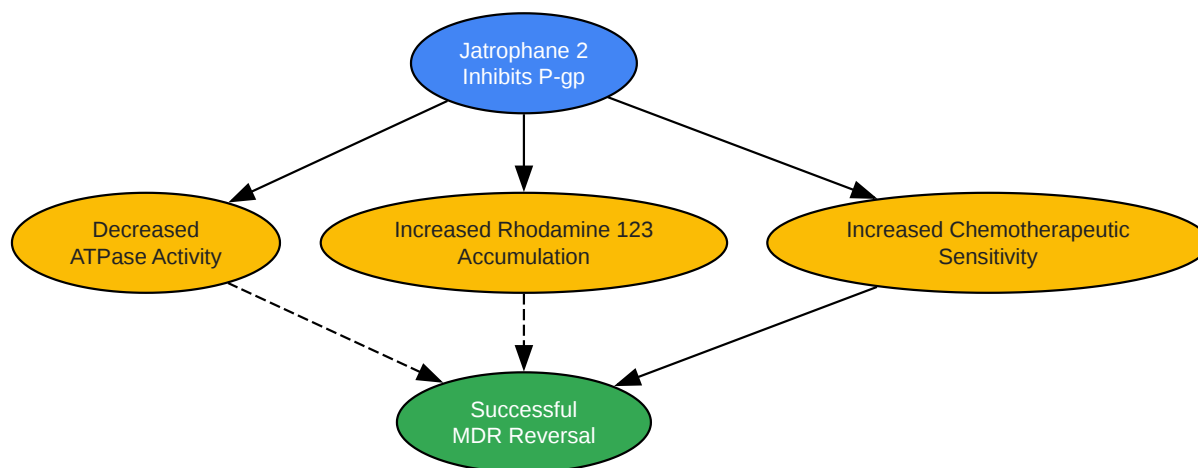 Jatrophane 2
Inhibits P-gp
Decreased
ATPase Activity
Increased Rhodamine 123
Accumulation
Increased Chemotherapeutic
Sensitivity
Successful
MDR Reversal